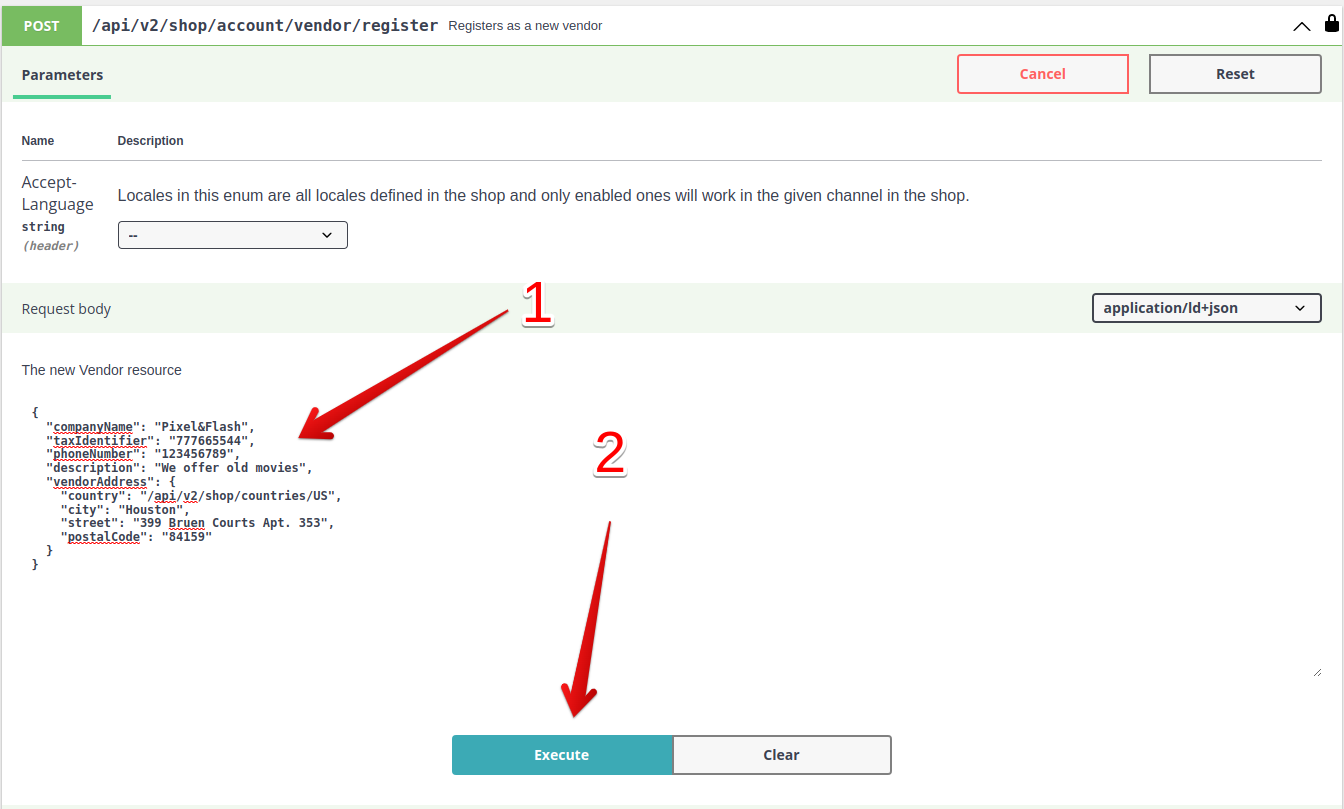 POST /api/v2/shop/account/vendor/register Registers as a new vendor
Parameters Cancel Reset
Name Description
Accept-
Language
string
(header)
Locales in this enum are all locales defined in the shop and only enabled ones will work in the given channel in the shop.
--
1
Request body application/ld+json
The new Vendor resource
{
  "companyName": "Pixel&Flash",
  "taxIdentifier": "777665544",
  "phoneNumber": "123456789",
  "description": "We offer old movies",
  "vendorAddress": {
    "country": "/api/v2/shop/countries/US",
    "city": "Houston",
    "street": "399 Bruen Courts Apt. 353",
    "postalCode": "84159"
  }
}
2
Execute Clear